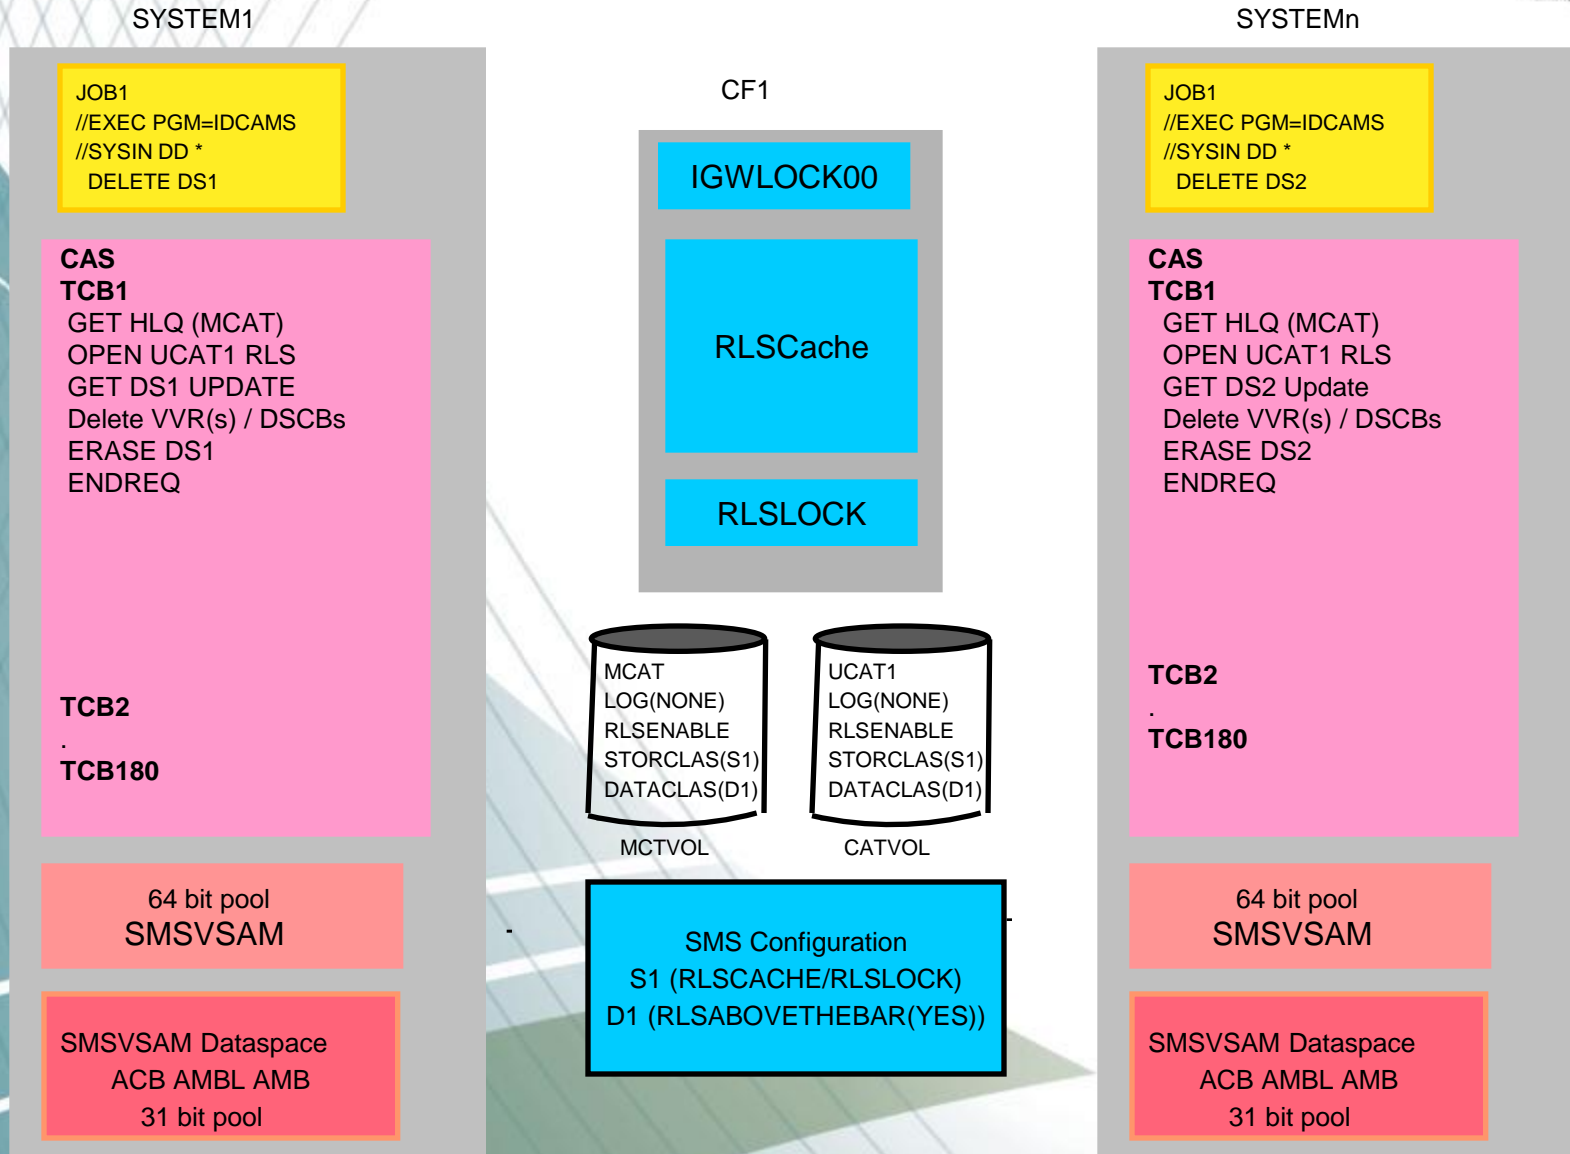 SYSTEM1
JOB1
//EXEC PGM=IDCAMS
//SYSIN DD *
DELETE DS1
CAS
TCB1
GET HLQ (MCAT)
OPEN UCAT1 RLS
GET DS1 UPDATE
Delete VVR(s) / DSCBs
ERASE DS1
ENDREQ
TCB2
.
TCB180
64 bit pool
SMSVSAM
SMSVSAM Dataspace
ACB AMBL AMB
31 bit pool
CF1
IGWLOCK00
RLSCache
RLSLOCK
MCAT
LOG(NONE)
RLSENABLE
STORCLAS(S1)
DATACLAS(D1)
MCTVOL
UCAT1
LOG(NONE)
RLSENABLE
STORCLAS(S1)
DATACLAS(D1)
CATVOL
- -
SMS Configuration
S1 (RLSCACHE/RLSLOCK)
D1 (RLSABOVETHEBAR(YES))
SYSTEMn
JOB1
//EXEC PGM=IDCAMS
//SYSIN DD *
DELETE DS2
CAS
TCB1
GET HLQ (MCAT)
OPEN UCAT1 RLS
GET DS2 Update
Delete VVR(s) / DSCBs
ERASE DS2
ENDREQ
TCB2
.
TCB180
64 bit pool
SMSVSAM
SMSVSAM Dataspace
ACB AMBL AMB
31 bit pool